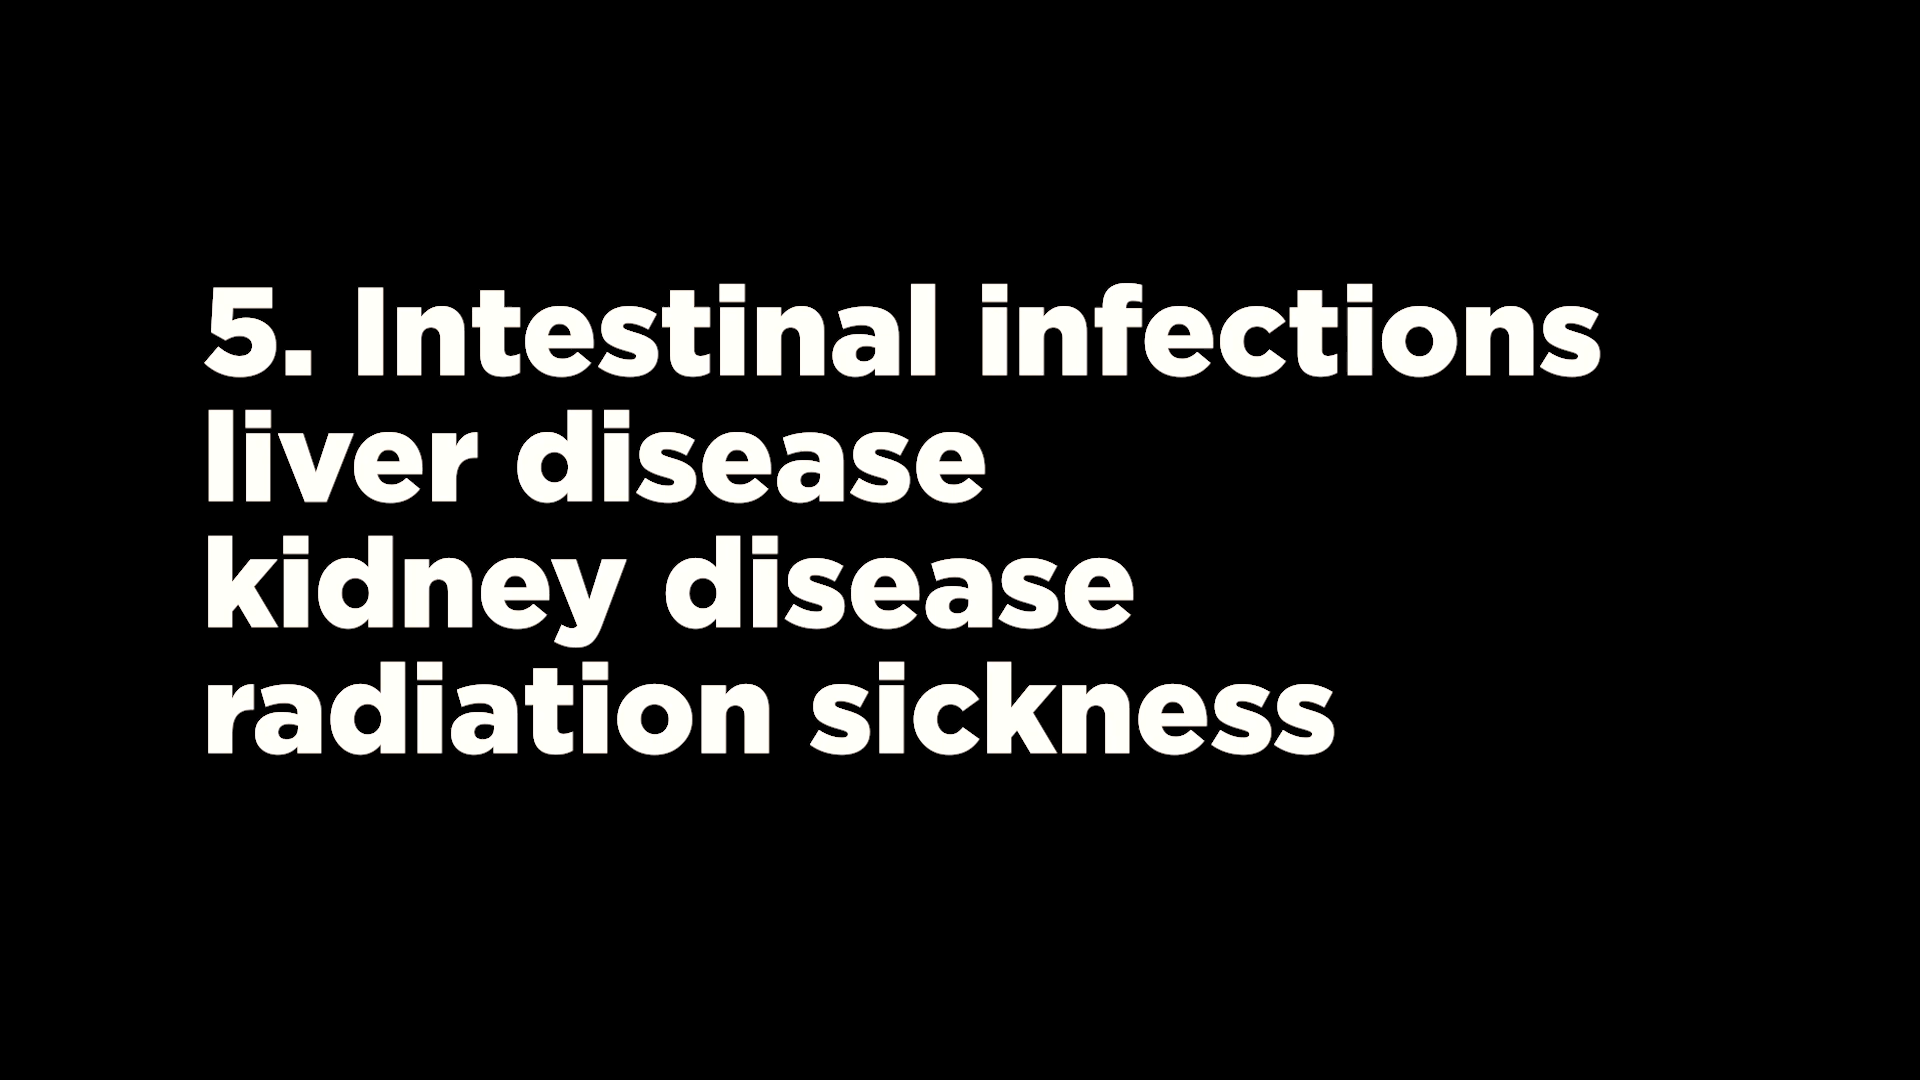 5. Intestinal infections
liver disease
kidney disease
radiation sickness